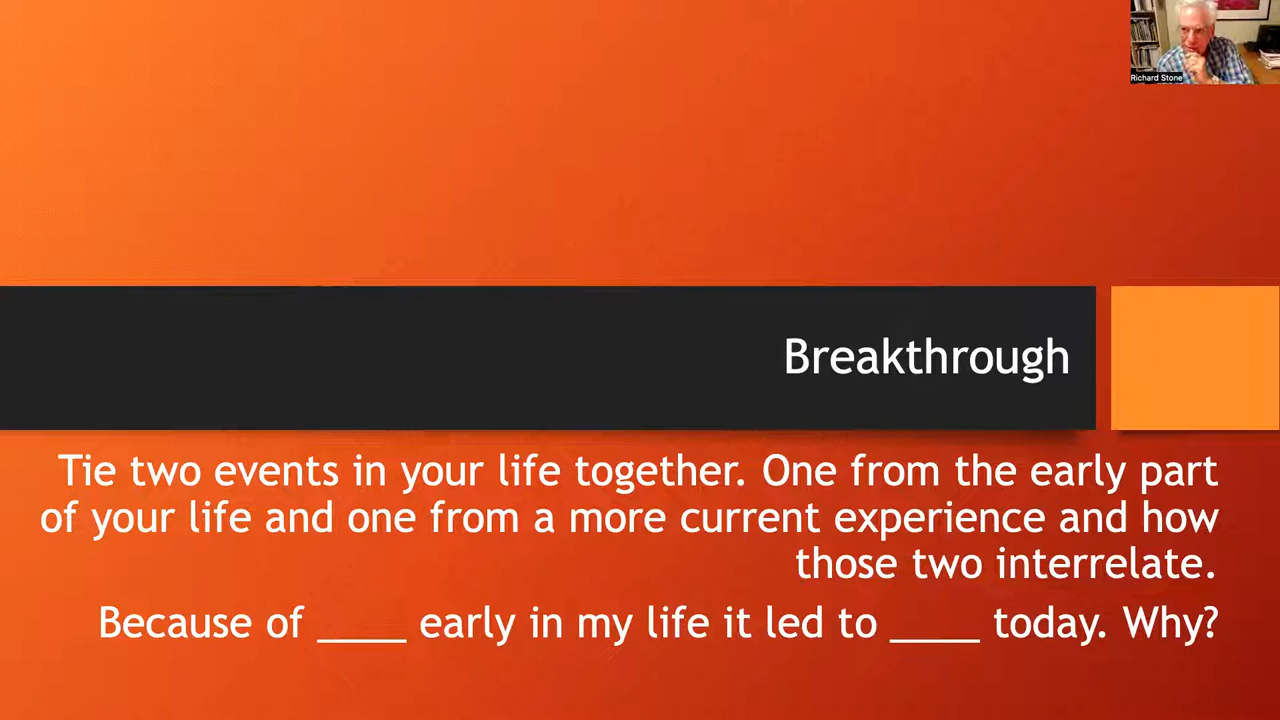 Richard Stone
Breakthrough
Tie two events in your life together. One from the early part
of your life and one from a more current experience and how
those two interrelate.
Because of ____ early in my life it led to ____ today. Why?